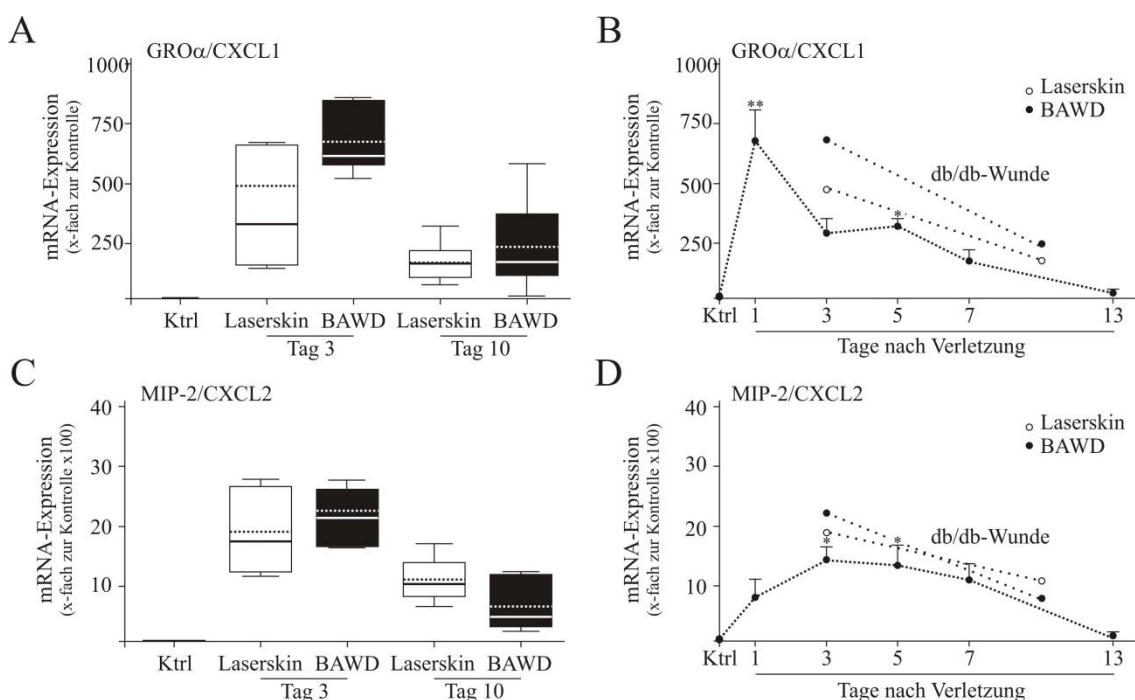 A
GROα/CXCL1
mRNA-Expression
(x-fach zur Kontrolle)
1000
750
500
250
Ktrl
Laserskin
BAWD
Laserskin
BAWD
Tag 3
Tag 10
B
GROα/CXCL1
mRNA-Expression
(x-fach zur Kontrolle)
1000
750
500
250
**
*
Laserskin
BAWD
db/db-Wunde
Ktrl
1
3
5
7
13
Tage nach Verletzung
C
MIP-2/CXCL2
mRNA-Expression
(x-fach zur Kontrolle x100)
40
30
20
10
Ktrl
Laserskin
BAWD
Laserskin
BAWD
Tag 3
Tag 10
D
MIP-2/CXCL2
mRNA-Expression
(x-fach zur Kontrolle x100)
40
30
20
10
*
*
Laserskin
BAWD
db/db-Wunde
Ktrl
1
3
5
7
13
Tage nach Verletzung